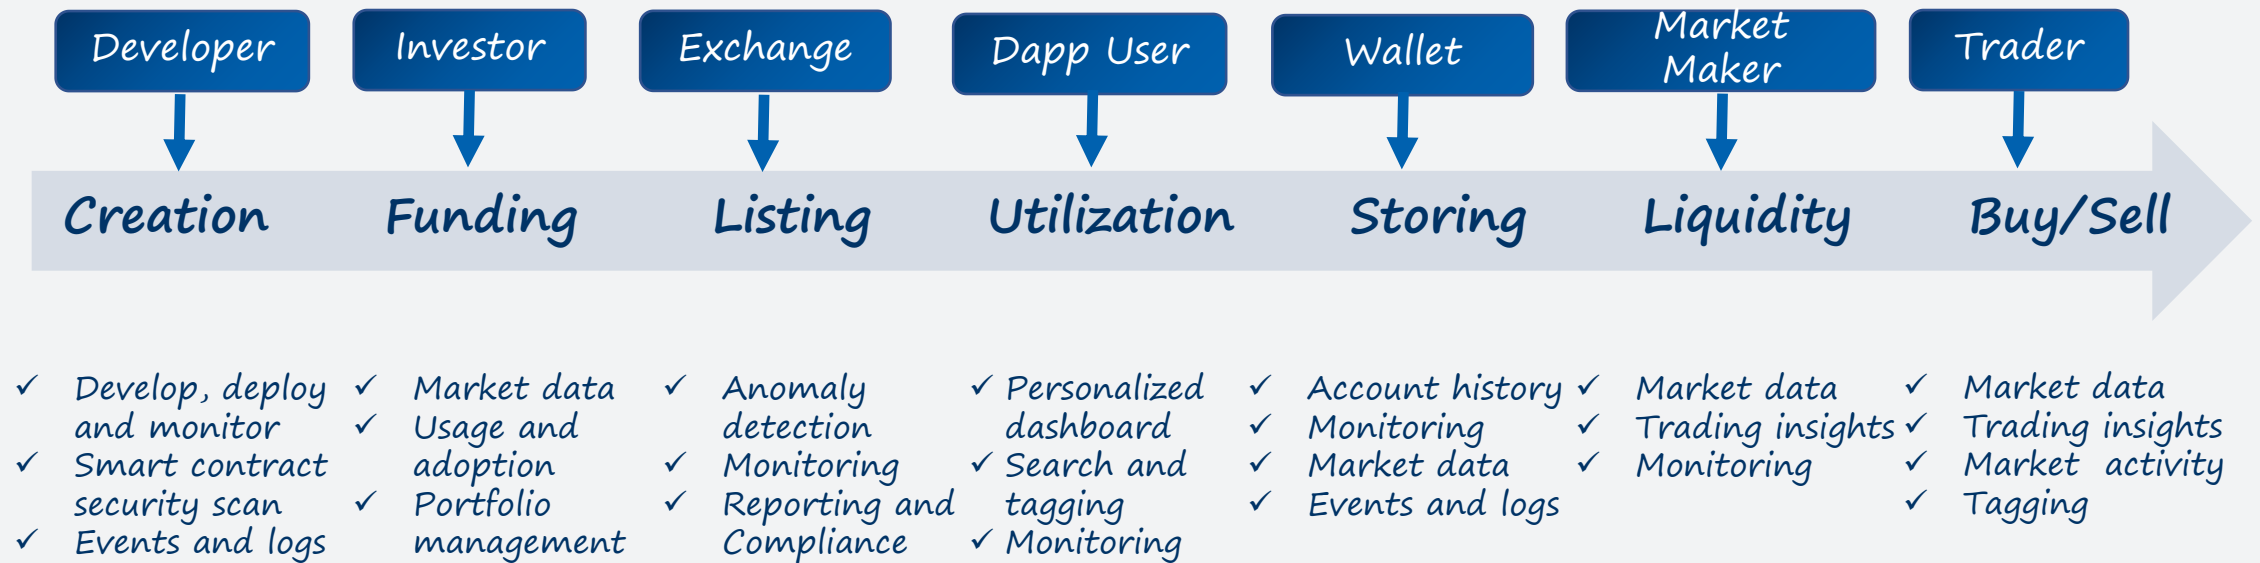 Developer
Investor
Exchange
Dapp User
Wallet
Market
Maker
Trader
Creation
Funding
Listing
Utilization
Storing
Liquidity
Buy/Sell
✓ Develop, deploy
and monitor
✓ Smart contract
security scan
✓ Events and logs
✓ Market data
✓ Usage and
adoption
✓ Portfolio
management
✓ Anomaly
detection
✓ Monitoring
✓ Reporting and
Compliance
✓ Personalized
dashboard
✓ Search and
tagging
✓ Monitoring
✓ Account history
✓ Monitoring
✓ Market data
✓ Events and logs
✓ Market data
✓ Trading insights
✓ Monitoring
✓ Market data
✓ Trading insights
✓ Market activity
✓ Tagging